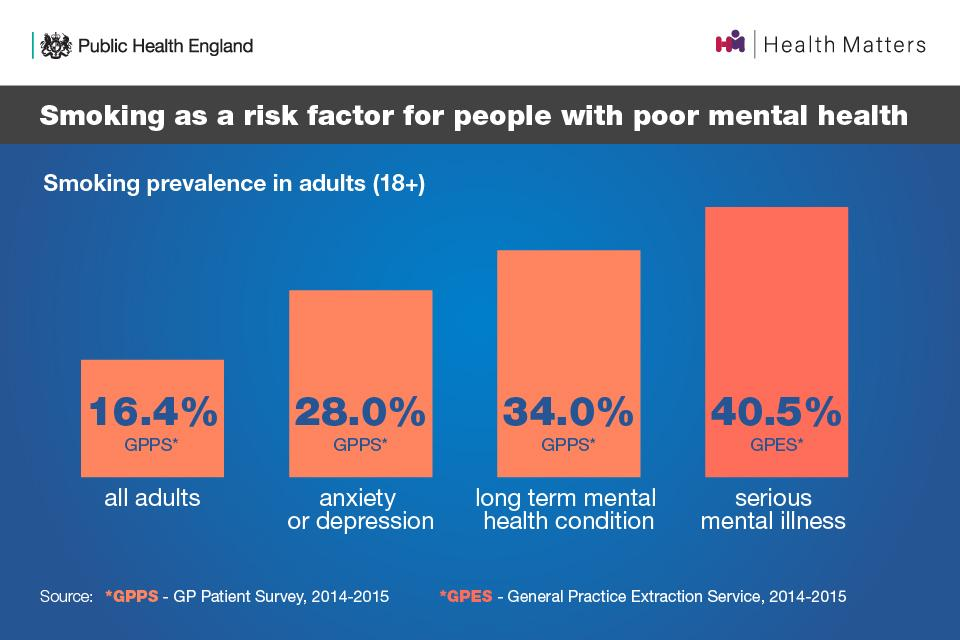 Public Health England
Health Matters
Smoking as a risk factor for people with poor mental health
Smoking prevalence in adults (18+)
16.4%
GPPS*
all adults
28.0%
GPPS*
anxiety
or depression
34.0%
GPPS*
long term mental
health condition
40.5%
GPES*
serious
mental illness
Source: *GPPS - GP Patient Survey, 2014-2015 *GPES - General Practice Extraction Service, 2014-2015